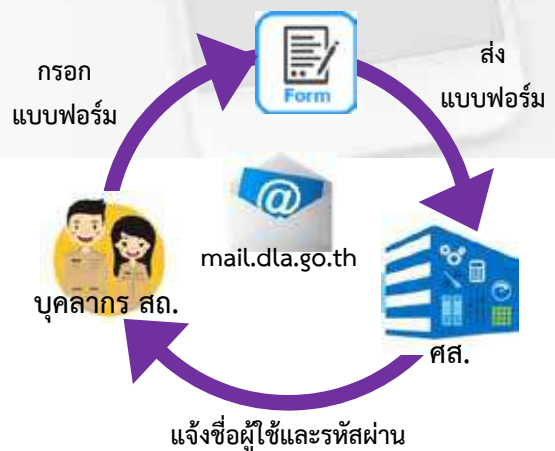 กรอก
แบบฟอร์ม
Form
ส่ง
แบบฟอร์ม
@
mail.dla.go.th
บุคลากร สถ.
ศส.
แจ้งชื่อผู้ใช้และรหัสผ่าน